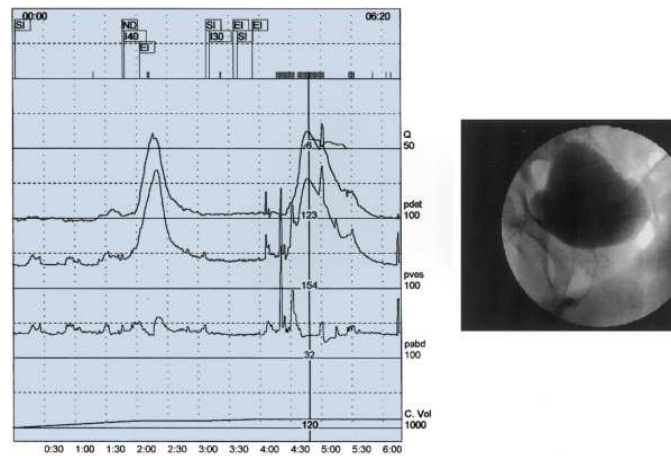 00:00
06:20
SI
ND
I40
EI
SI
I30
EI
SI
EI
Q
50
6
pdet
100
123
pves
100
154
pabd
100
32
C. Vol
1000
120
0:30 1:00 1:30 2:00 2:30 3:00 3:30 4:00 4:30 5:00 5:30 6:00